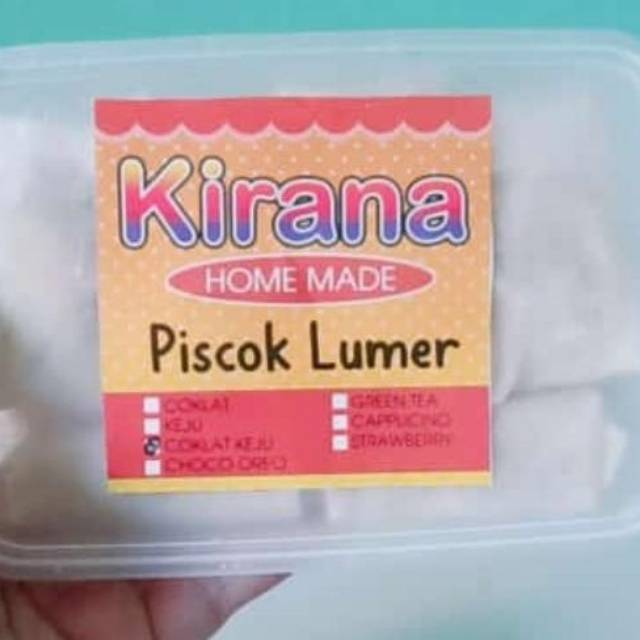 Kirana
HOME MADE
Piscok Lumer
COKLAT
KEJU
COKLAT KEJU
CHOCO OREO
GREEN TEA
CAPPUCINO
STRAWBERRY